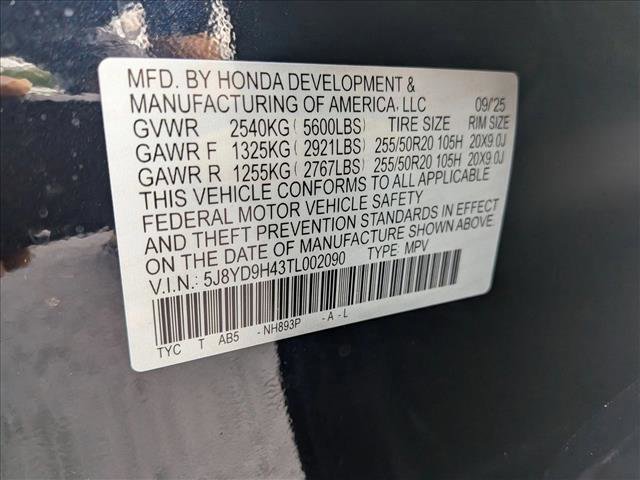 MFD. BY HONDA DEVELOPMENT &
MANUFACTURING OF AMERICA, LLC 09/25
GVWR 2540KG (5600LBS) TIRE SIZE RIM SIZE
GAWR F 1325KG (2921LBS) 255/50R20 105H 20X9.0J
GAWR R 1255KG (2767LBS) 255/50R20 105H 20X9.0J
THIS VEHICLE CONFORMS TO ALL APPLICABLE
FEDERAL MOTOR VEHICLE SAFETY
AND THEFT PREVENTION STANDARDS IN EFFECT
ON THE DATE OF MANUFACTURE SHOWN ABOVE.
V.I.N.: 5J8YD9H43TL002090 TYPE: MPV
TYC T AB5 -NH893P -A-L